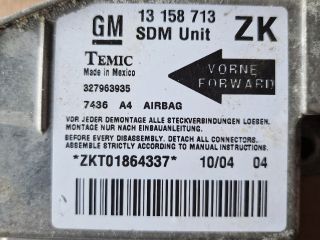 GM 13 158 713 ZK
SDM Unit
TEMIC
Made in Mexico
VORNE
FORWARD
327963935
7436 A4 AIRBAG
VOR JEDER DEMONTAGE ALLE STECKVERBINDUNGEN LOESEN.
MONTAGE NUR NACH EINBAUANLEITUNG.
BEFORE EVERY DISASSEMBLY. DETACH ALL CONNECTORS.
ASSEMBLE STRICTLY ACCORDING TO MANUAL INSTRUCTIONS.
*ZKT01864337* 10/04 04